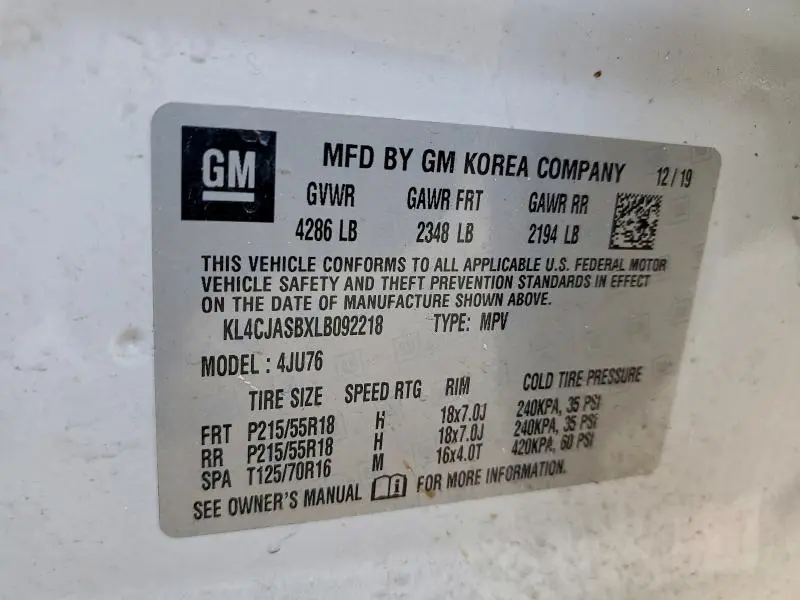 GM
MFD BY GM KOREA COMPANY 12/19
GVWR GAWR FRT GAWR RR
4286 LB 2348 LB 2194 LB
THIS VEHICLE CONFORMS TO ALL APPLICABLE U.S. FEDERAL MOTOR
VEHICLE SAFETY AND THEFT PREVENTION STANDARDS IN EFFECT
ON THE DATE OF MANUFACTURE SHOWN ABOVE.
KL4CJASBXLB092218 TYPE: MPV
MODEL : 4JU76
TIRE SIZE SPEED RTG RIM COLD TIRE PRESSURE
FRT P215/55R18 H 18x7.0J 240KPA, 35 PSI
RR P215/55R18 H 18x7.0J 240KPA, 35 PSI
SPA T125/70R16 M 16x4.0T 420KPA, 60 PSI
SEE OWNER'S MANUAL i FOR MORE INFORMATION.